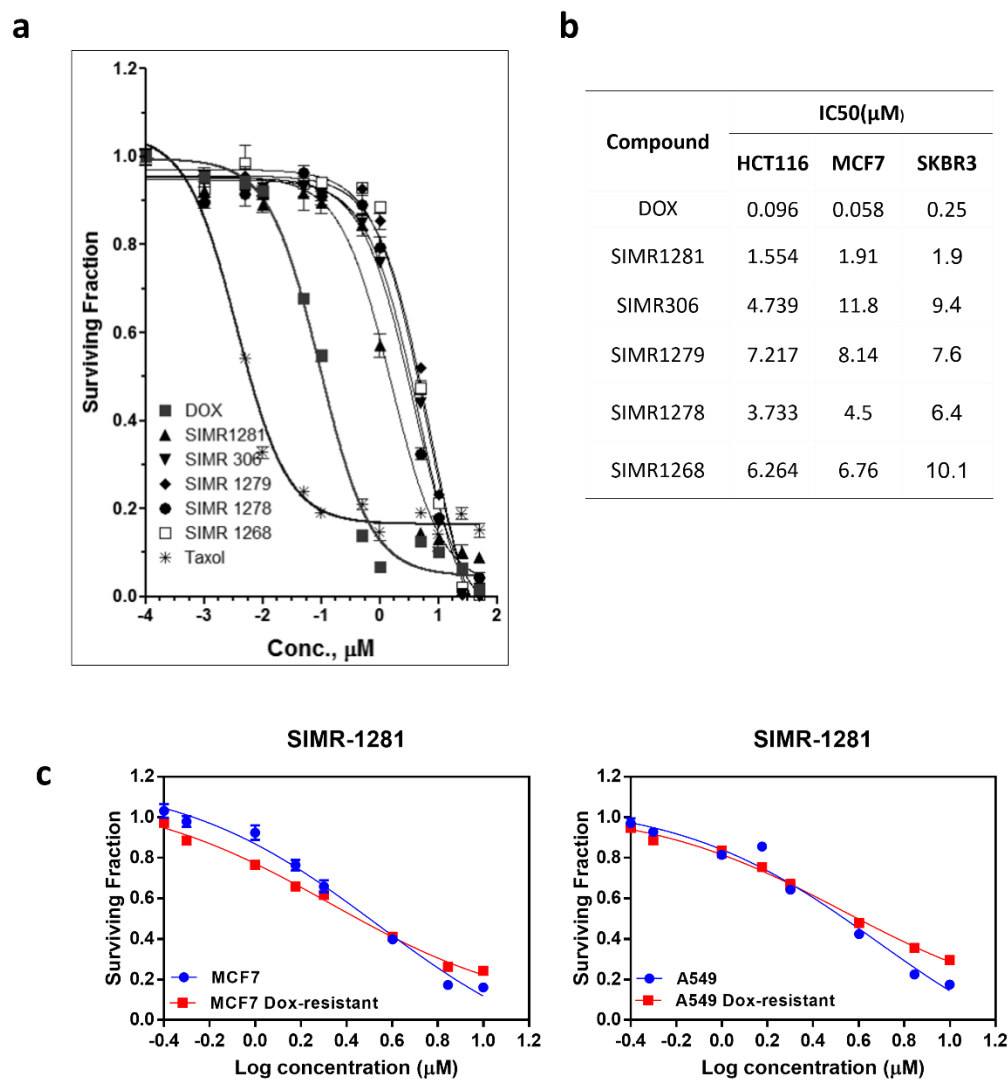 a
1.2
1.0
0.8
0.6
0.4
0.2
0.0
Surviving Fraction
DOX
SIMR1281
SIMR 306
SIMR 1279
SIMR 1278
SIMR 1268
Taxol
-4 -3 -2 -1 0 1 2
Conc., μM
b
Compound IC50(μM)
HCT116 MCF7 SKBR3
DOX 0.096 0.058 0.25
SIMR1281 1.554 1.91 1.9
SIMR306 4.739 11.8 9.4
SIMR1279 7.217 8.14 7.6
SIMR1278 3.733 4.5 6.4
SIMR1268 6.264 6.76 10.1
c
SIMR-1281
1.2
1.0
0.8
0.6
0.4
0.2
0.0
Surviving Fraction
MCF7
MCF7 Dox-resistant
-0.4 -0.2 0.0 0.2 0.4 0.6 0.8 1.0 1.2
Log concentration (μM)
SIMR-1281
1.2
1.0
0.8
0.6
0.4
0.2
0.0
Surviving Fraction
A549
A549 Dox-resistant
-0.4 -0.2 0.0 0.2 0.4 0.6 0.8 1.0 1.2
Log concentration (μM)